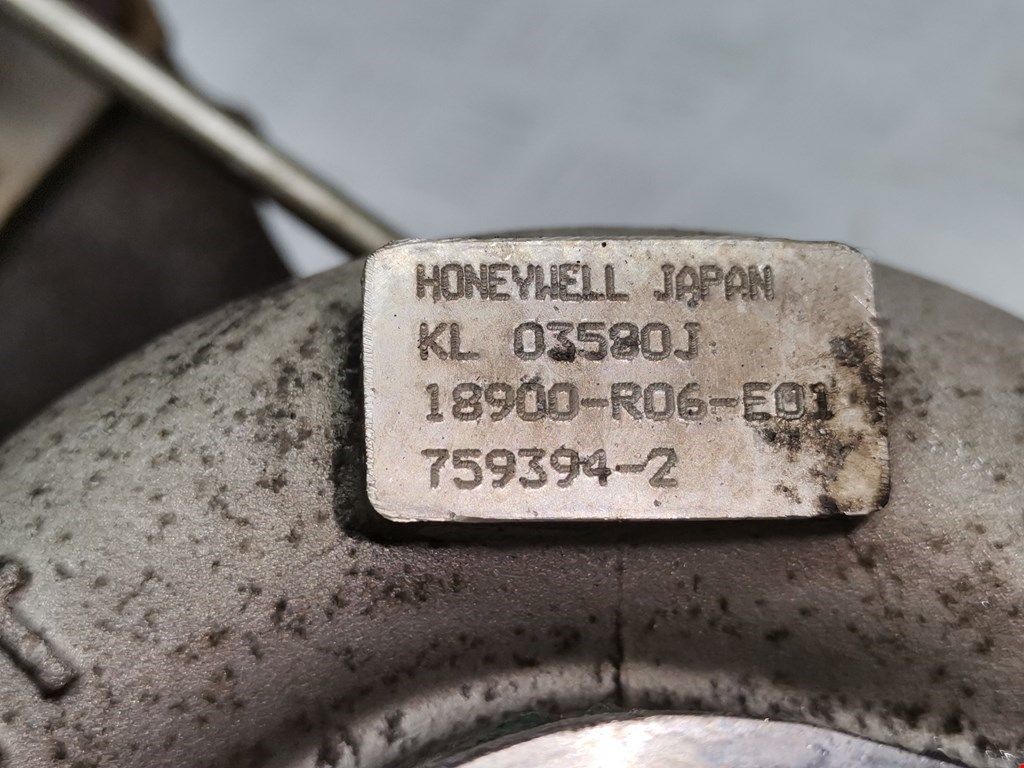 HONEYWELL JAPAN
KL 03580J
18900-R06-E01
759394-2